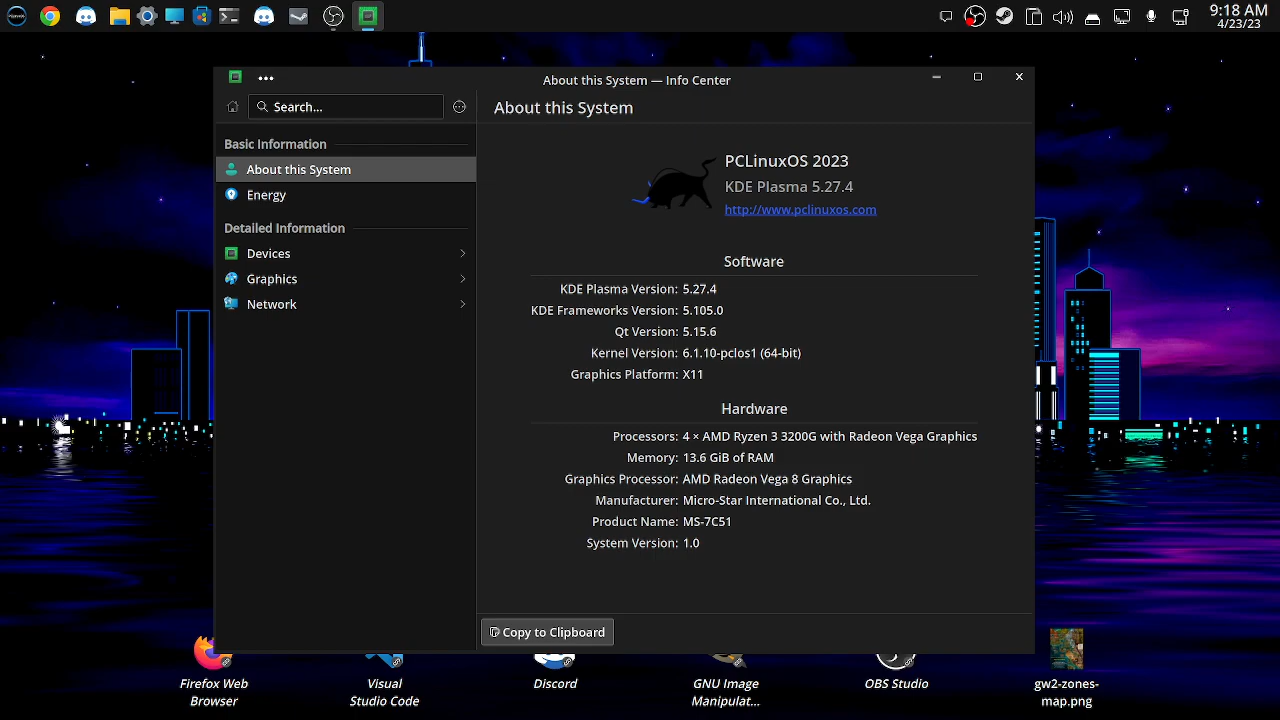 9:18 AM
4/23/23
About this System — Info Center
Search...
About this System
Basic Information
About this System
Energy
Detailed Information
Devices
Graphics
Network
PCLinuxOS 2023
KDE Plasma 5.27.4
http://www.pclinuxos.com
Software
KDE Plasma Version: 5.27.4
KDE Frameworks Version: 5.105.0
Qt Version: 5.15.6
Kernel Version: 6.1.10-pclos1 (64-bit)
Graphics Platform: X11
Hardware
Processors: 4 × AMD Ryzen 3 3200G with Radeon Vega Graphics
Memory: 13.6 GiB of RAM
Graphics Processor: AMD Radeon Vega 8 Graphics
Manufacturer: Micro-Star International Co., Ltd.
Product Name: MS-7C51
System Version: 1.0
Copy to Clipboard
Firefox Web
Browser
Visual
Studio Code
Discord
GNU Image
Manipulat...
OBS Studio
gw2-zones-
map.png